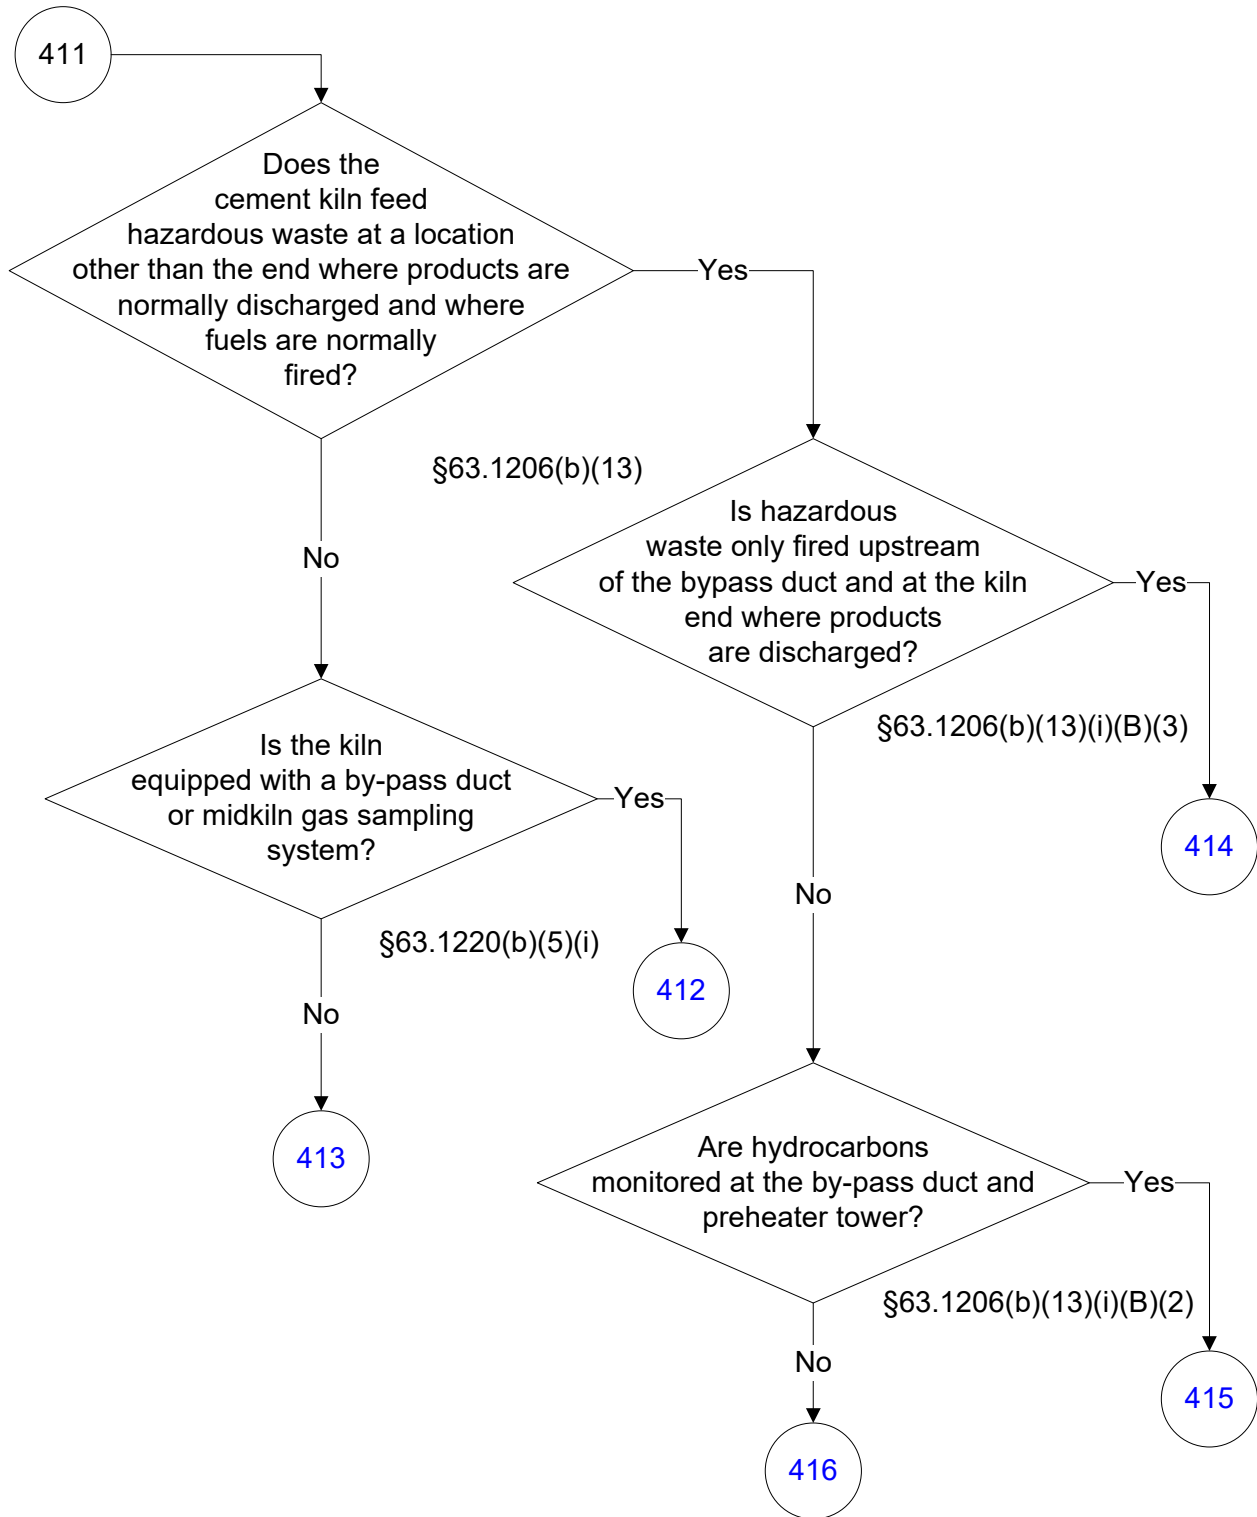 411
Does the
cement kiln feed
hazardous waste at a location
other than the end where products are
normally discharged and where
fuels are normally
fired?
Yes
§63.1206(b)(13)
No
Is hazardous
waste only fired upstream
of the bypass duct and at the kiln
end where products
are discharged?
Yes
§63.1206(b)(13)(i)(B)(3)
414
No
Is the kiln
equipped with a by-pass duct
or midkiln gas sampling
system?
Yes
§63.1220(b)(5)(i)
412
No
413
Are hydrocarbons
monitored at the by-pass duct and
preheater tower?
Yes
§63.1206(b)(13)(i)(B)(2)
415
No
416